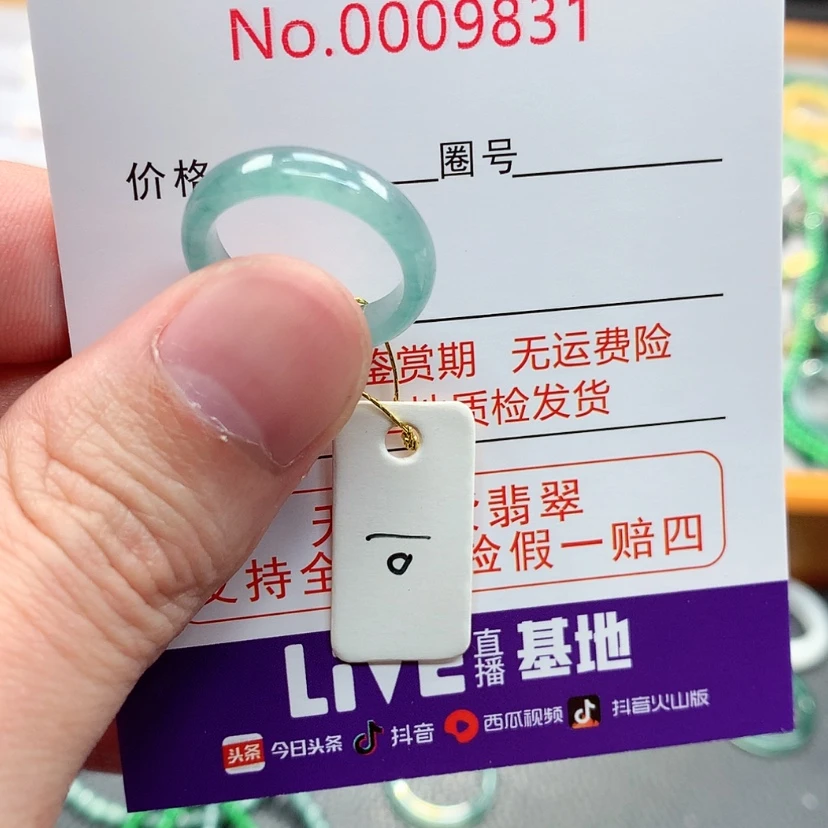 No.0009831
价格 圈号
鉴赏期 无运费险
质检发货
翡翠
支持全 验假一赔四
LIVE 直播 基地
头条 今日头条 抖音 西瓜视频 抖音火山版